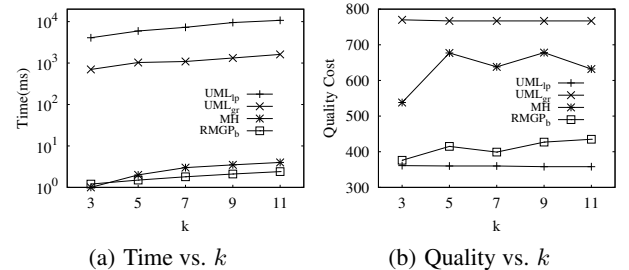 10^4
10^3
10^2
10^1
10^0
Time(ms)
UML_lp
UML_gr
MH
RMGP_b
3 5 7 9 11
k
(a) Time vs. k
800
700
600
500
400
300
Quality Cost
UML_lp
UML_gr
MH
RMGP_b
3 5 7 9 11
k
(b) Quality vs. k